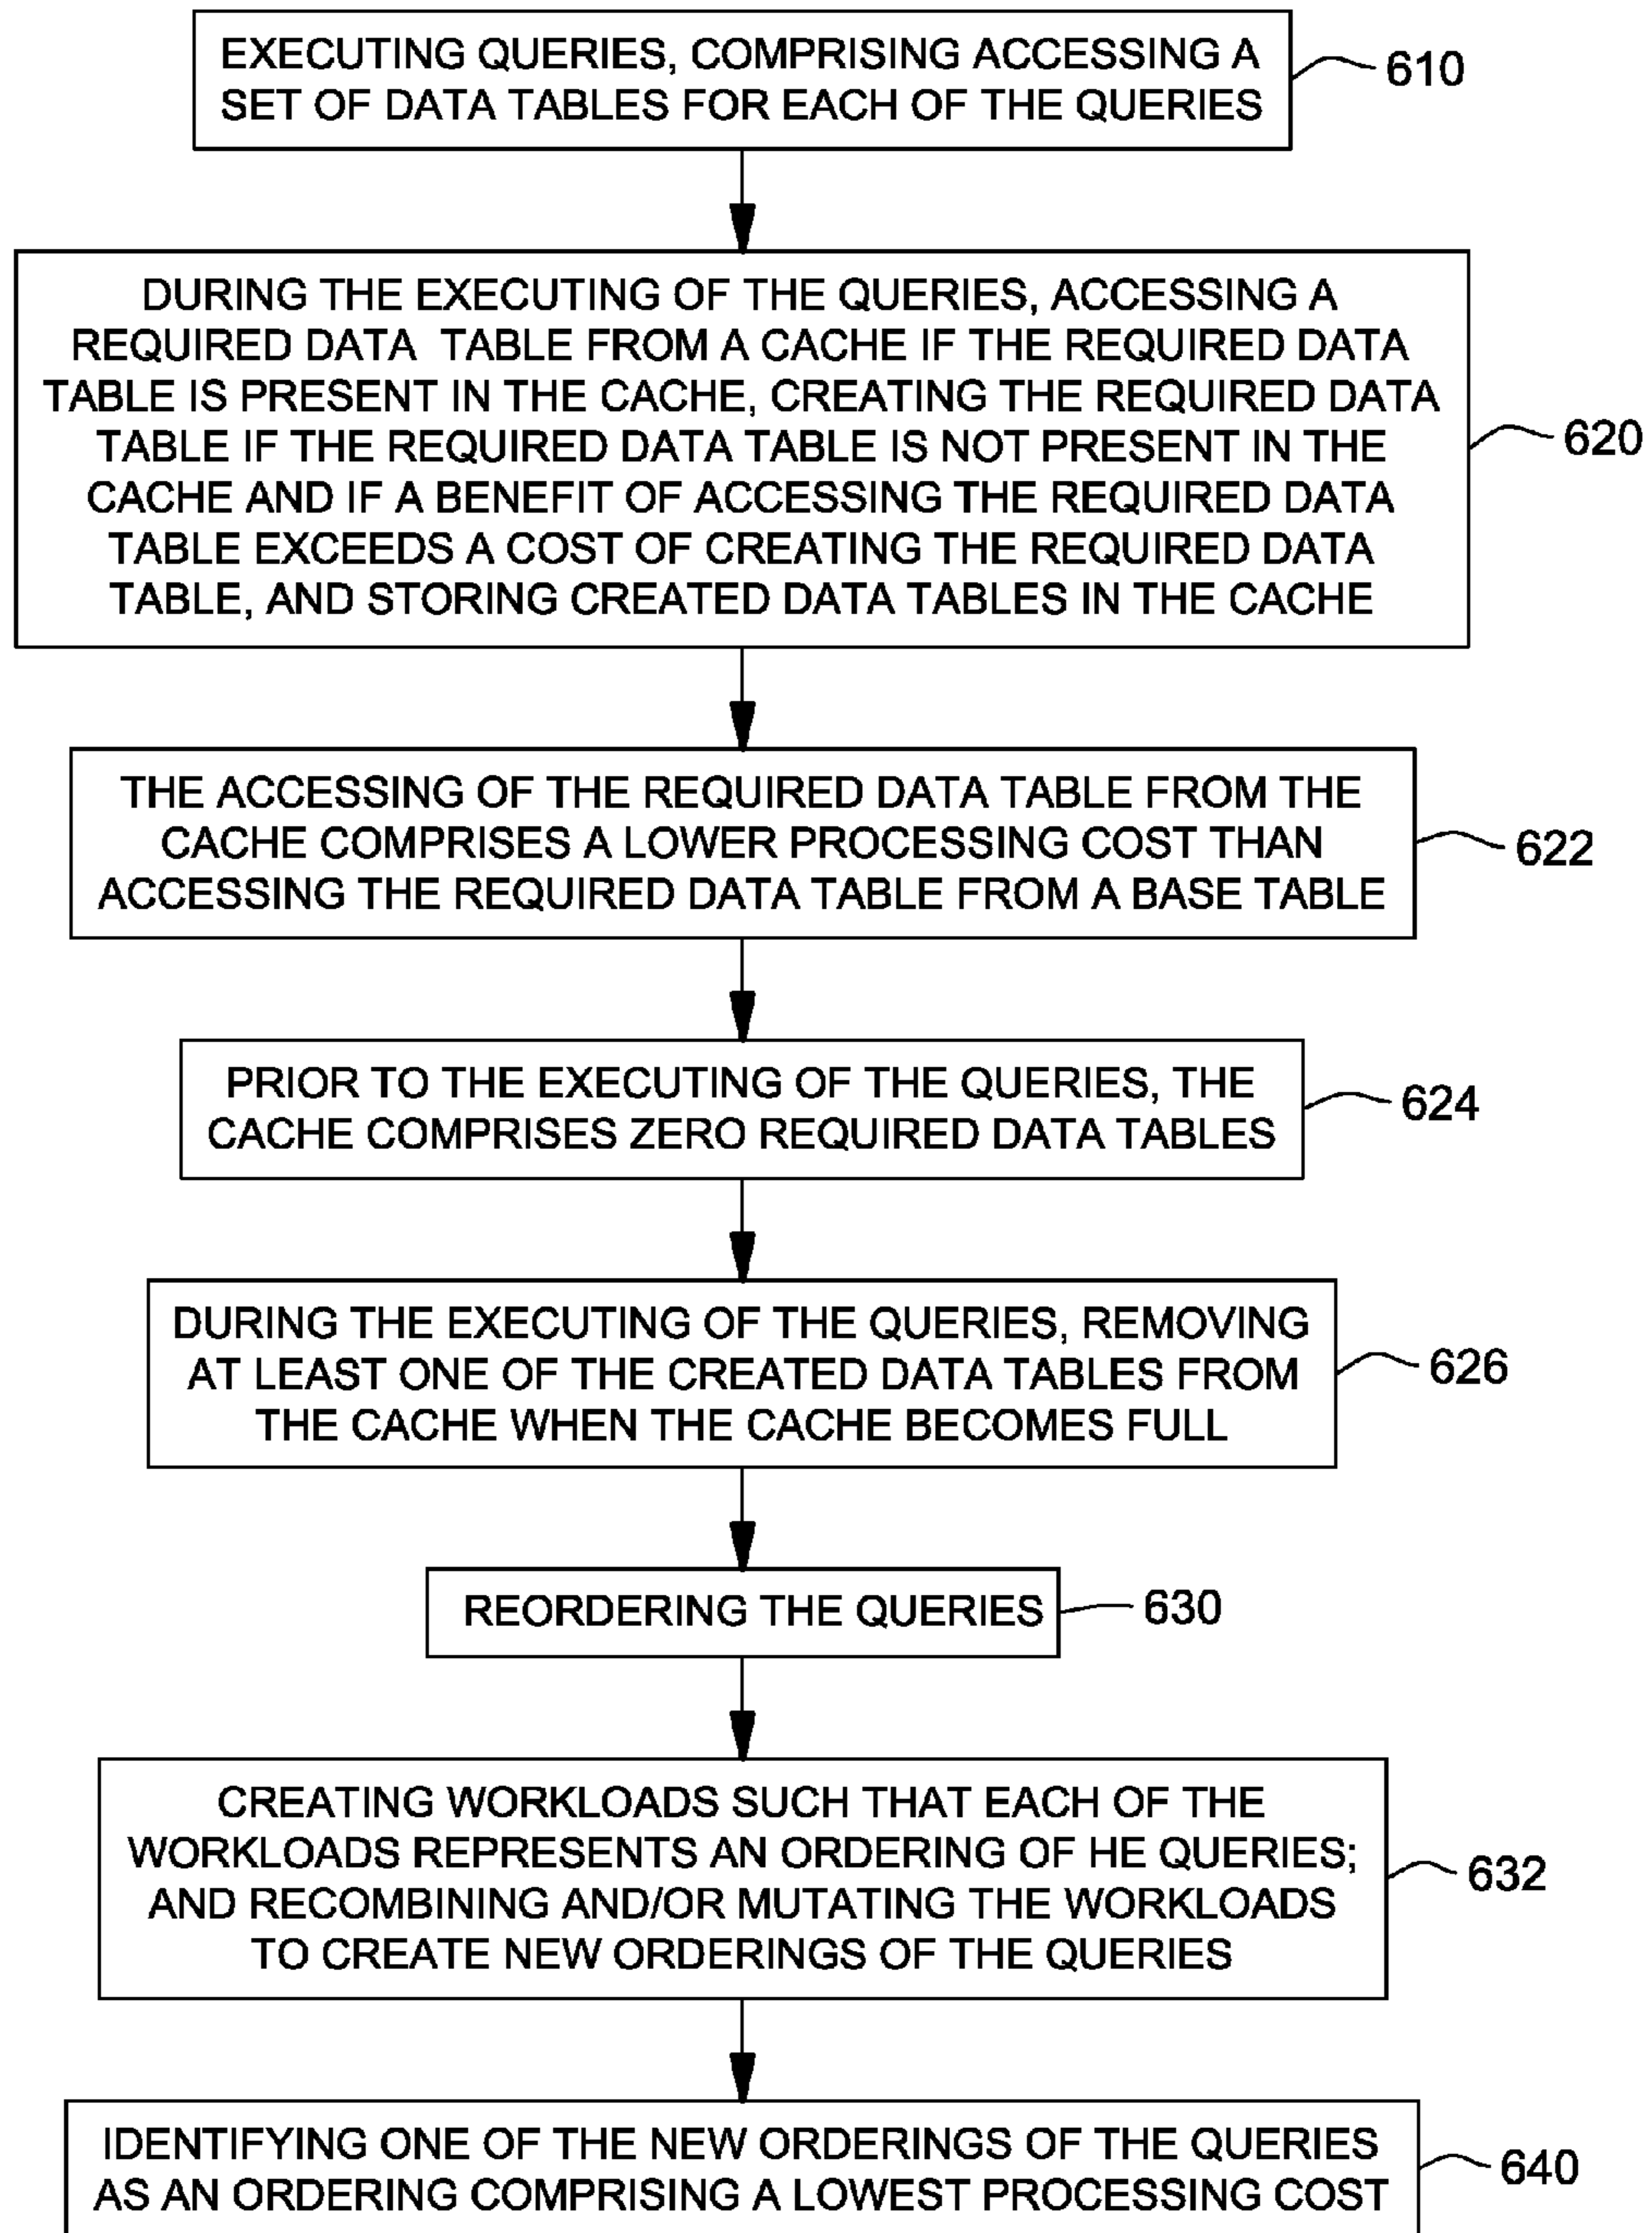 EXECUTING QUERIES, COMPRISING ACCESSING A
SET OF DATA TABLES FOR EACH OF THE QUERIES
610
DURING THE EXECUTING OF THE QUERIES, ACCESSING A
REQUIRED DATA TABLE FROM A CACHE IF THE REQUIRED DATA
TABLE IS PRESENT IN THE CACHE, CREATING THE REQUIRED DATA
TABLE IF THE REQUIRED DATA TABLE IS NOT PRESENT IN THE
CACHE AND IF A BENEFIT OF ACCESSING THE REQUIRED DATA
TABLE EXCEEDS A COST OF CREATING THE REQUIRED DATA
TABLE, AND STORING CREATED DATA TABLES IN THE CACHE
620
THE ACCESSING OF THE REQUIRED DATA TABLE FROM THE
CACHE COMPRISES A LOWER PROCESSING COST THAN
ACCESSING THE REQUIRED DATA TABLE FROM A BASE TABLE
622
PRIOR TO THE EXECUTING OF THE QUERIES, THE
CACHE COMPRISES ZERO REQUIRED DATA TABLES
624
DURING THE EXECUTING OF THE QUERIES, REMOVING
AT LEAST ONE OF THE CREATED DATA TABLES FROM
THE CACHE WHEN THE CACHE BECOMES FULL
626
REORDERING THE QUERIES
630
CREATING WORKLOADS SUCH THAT EACH OF THE
WORKLOADS REPRESENTS AN ORDERING OF HE QUERIES;
AND RECOMBINING AND/OR MUTATING THE WORKLOADS
TO CREATE NEW ORDERINGS OF THE QUERIES
632
IDENTIFYING ONE OF THE NEW ORDERINGS OF THE QUERIES
AS AN ORDERING COMPRISING A LOWEST PROCESSING COST
640